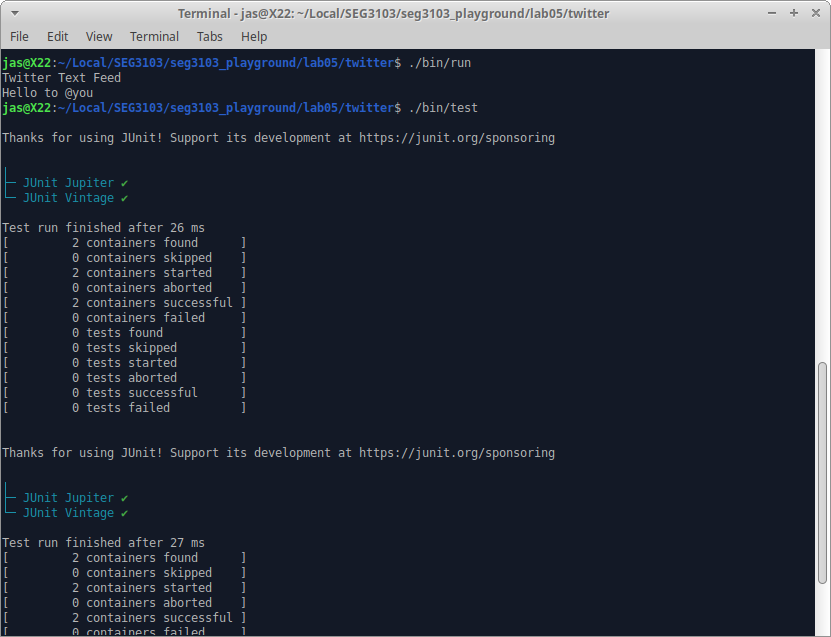 Terminal - jas@X22: ~/Local/SEG3103/seg3103_playground/lab05/twitter
File Edit View Terminal Tabs Help
jas@X22:~/Local/SEG3103/seg3103_playground/lab05/twitter$ ./bin/run
Twitter Text Feed
Hello to @you
jas@X22:~/Local/SEG3103/seg3103_playground/lab05/twitter$ ./bin/test
Thanks for using JUnit! Support its development at https://junit.org/sponsoring
├─ JUnit Jupiter ✔
└─ JUnit Vintage ✔
Test run finished after 26 ms
[         2 containers found      ]
[         0 containers skipped    ]
[         2 containers started    ]
[         0 containers aborted    ]
[         2 containers successful ]
[         0 containers failed     ]
[         0 tests found           ]
[         0 tests skipped         ]
[         0 tests started         ]
[         0 tests aborted         ]
[         0 tests successful      ]
[         0 tests failed          ]
Thanks for using JUnit! Support its development at https://junit.org/sponsoring
├─ JUnit Jupiter ✔
└─ JUnit Vintage ✔
Test run finished after 27 ms
[         2 containers found      ]
[         0 containers skipped    ]
[         2 containers started    ]
[         0 containers aborted    ]
[         2 containers successful ]
[         0 containers failed     ]